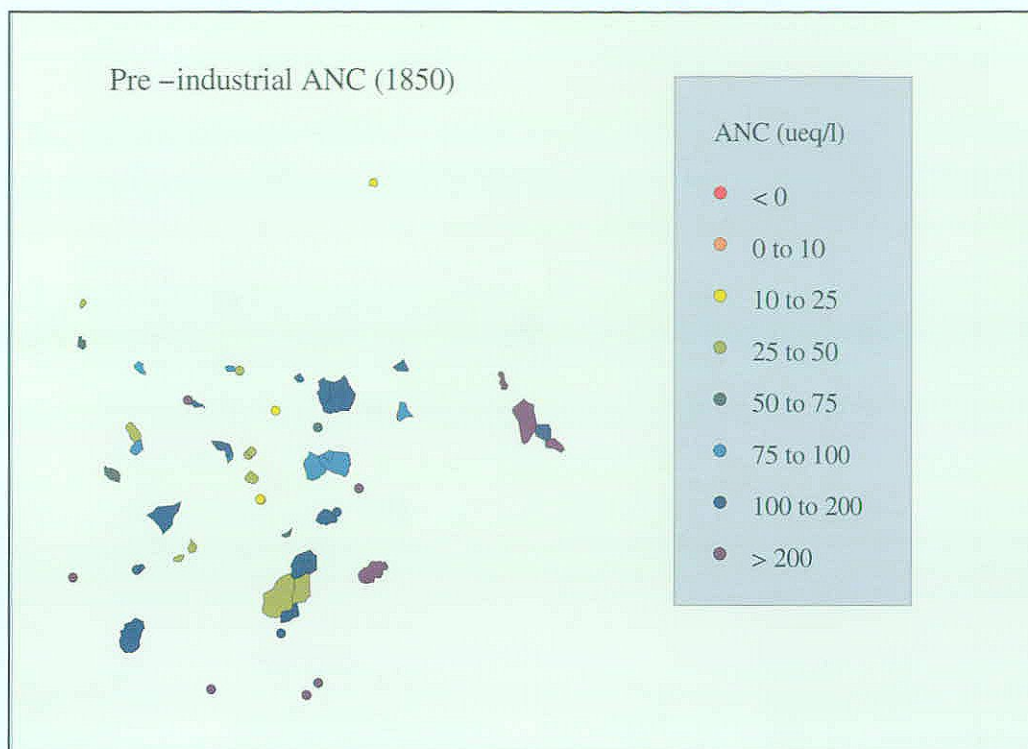 Pre –industrial ANC (1850)
ANC (ueq/l)
< 0
0 to 10
10 to 25
25 to 50
50 to 75
75 to 100
100 to 200
> 200